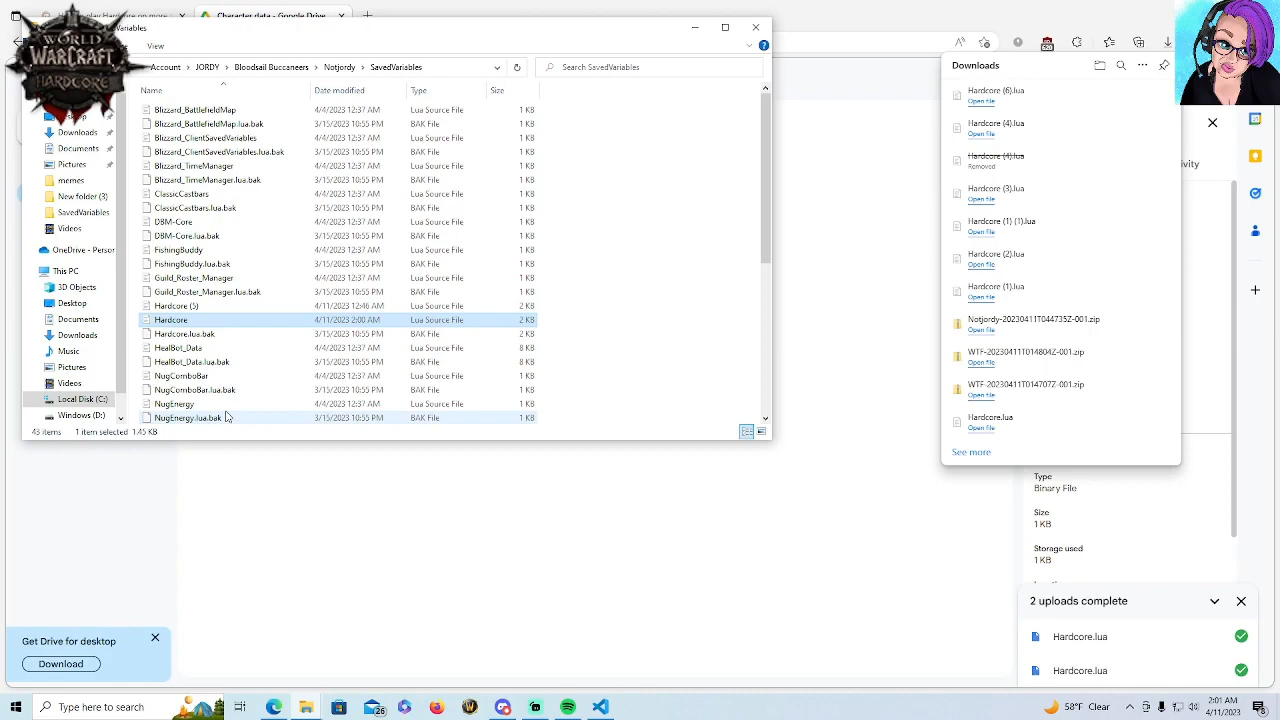 play Hardcore on more
Charter - Google D
WORLD
WARCRAFT
HARDCORE
Variables
View
Account
JORDY
Bloodsail Buccaneers
Notjordy
SavedVariables
Search SavedVariables
Name
Date modified
Type
Size
Downloads
Documents
Pictures
memes
New folder (3)
SavedVariables
Videos
OneDrive - Person
This PC
3D Objects
Desktop
Documents
Downloads
Music
Pictures
Videos
Local Disk (C:)
Windows (D:)
Blizzard_BattlefieldMap 4/4/2023 12:37 AM Lua Source File 1 KB
Blizzard_BattlefieldMap.lua.bak 3/15/2023 10:55 PM BAK File 1 KB
Blizzard_ClientSavedVariables 4/4/2023 12:37 AM Lua Source File 1 KB
Blizzard_ClientSavedVariables.lua.bak 3/15/2023 10:55 PM BAK File 1 KB
Blizzard_TimeManager 4/4/2023 12:37 AM Lua Source File 1 KB
Blizzard_TimeManager.lua.bak 3/15/2023 10:55 PM BAK File 1 KB
ClassicCastbars 4/4/2023 12:37 AM Lua Source File 1 KB
ClassicCastbars.lua.bak 3/15/2023 10:55 PM BAK File 1 KB
DBM-Core 4/4/2023 12:37 AM Lua Source File 1 KB
DBM-Core.lua.bak 3/15/2023 10:55 PM BAK File 1 KB
FishingBuddy 4/4/2023 12:37 AM Lua Source File 1 KB
FishingBuddy.lua.bak 3/15/2023 10:55 PM BAK File 1 KB
Guild_Roster_Manager 4/4/2023 12:37 AM Lua Source File 1 KB
Guild_Roster_Manager.lua.bak 3/15/2023 10:55 PM BAK File 1 KB
Hardcore (5) 4/11/2023 12:46 AM Lua Source File 2 KB
Hardcore 4/11/2023 2:00 AM Lua Source File 2 KB
Hardcore.lua.bak 3/15/2023 10:55 PM BAK File 2 KB
HealBot_Data 4/4/2023 12:37 AM Lua Source File 8 KB
HealBot_Data.lua.bak 3/15/2023 10:55 PM BAK File 8 KB
NugComboBar 4/4/2023 12:37 AM Lua Source File 1 KB
NugComboBar.lua.bak 3/15/2023 10:55 PM BAK File 1 KB
NugEnergy 4/4/2023 12:37 AM Lua Source File 1 KB
NugEnergy.lua.bak 3/15/2023 10:55 PM BAK File 1 KB
43 items 1 item selected 1.45 KB
Downloads
Hardcore (6).lua
Open file
Hardcore (4).lua
Open file
Hardcore (4).lua
Removed
Hardcore (3).lua
Open file
Hardcore (1) (1).lua
Open file
Hardcore (2).lua
Open file
Hardcore (1).lua
Open file
Notjordy-20230411T044735Z-001.zip
Open file
WTF-20230411T014804Z-001.zip
Open file
WTF-20230411T014707Z-001.zip
Open file
Hardcore.lua
Open file
See more
ivity
Type
Binary File
Size
1 KB
Storage used
1 KB
2 uploads complete
Hardcore.lua
Hardcore.lua
Get Drive for desktop
Download
Type here to search
25
58°F Clear
3:01 AM
4/11/2023